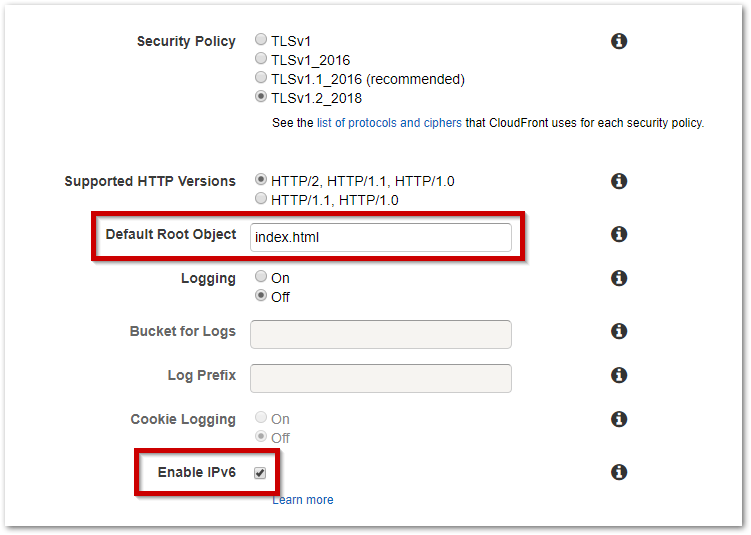 Security Policy TLSv1
TLSv1_2016
TLSv1.1_2016 (recommended)
TLSv1.2_2018
See the list of protocols and ciphers that CloudFront uses for each security policy.
Supported HTTP Versions HTTP/2, HTTP/1.1, HTTP/1.0
HTTP/1.1, HTTP/1.0
Default Root Object index.html
Logging On
Off
Bucket for Logs
Log Prefix
Cookie Logging On
Off
Enable IPv6
Learn more